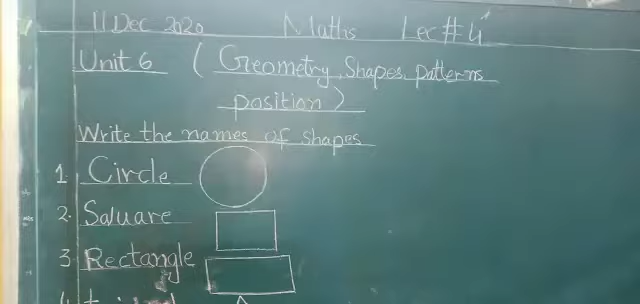 11 Dec 2020 Maths Lec # 4
Unit 6 ( Geometry, Shapes, patterns
position )
Write the names of shapes
1. Circle
2. Saluare
3 Rectangle